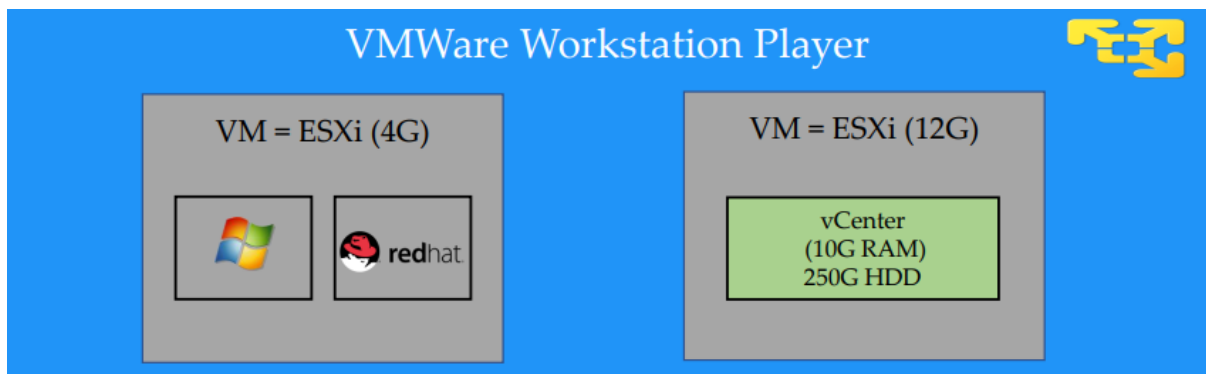 VMWare Workstation Player
VM = ESXi (4G)
redhat.
VM = ESXi (12G)
vCenter
(10G RAM)
250G HDD